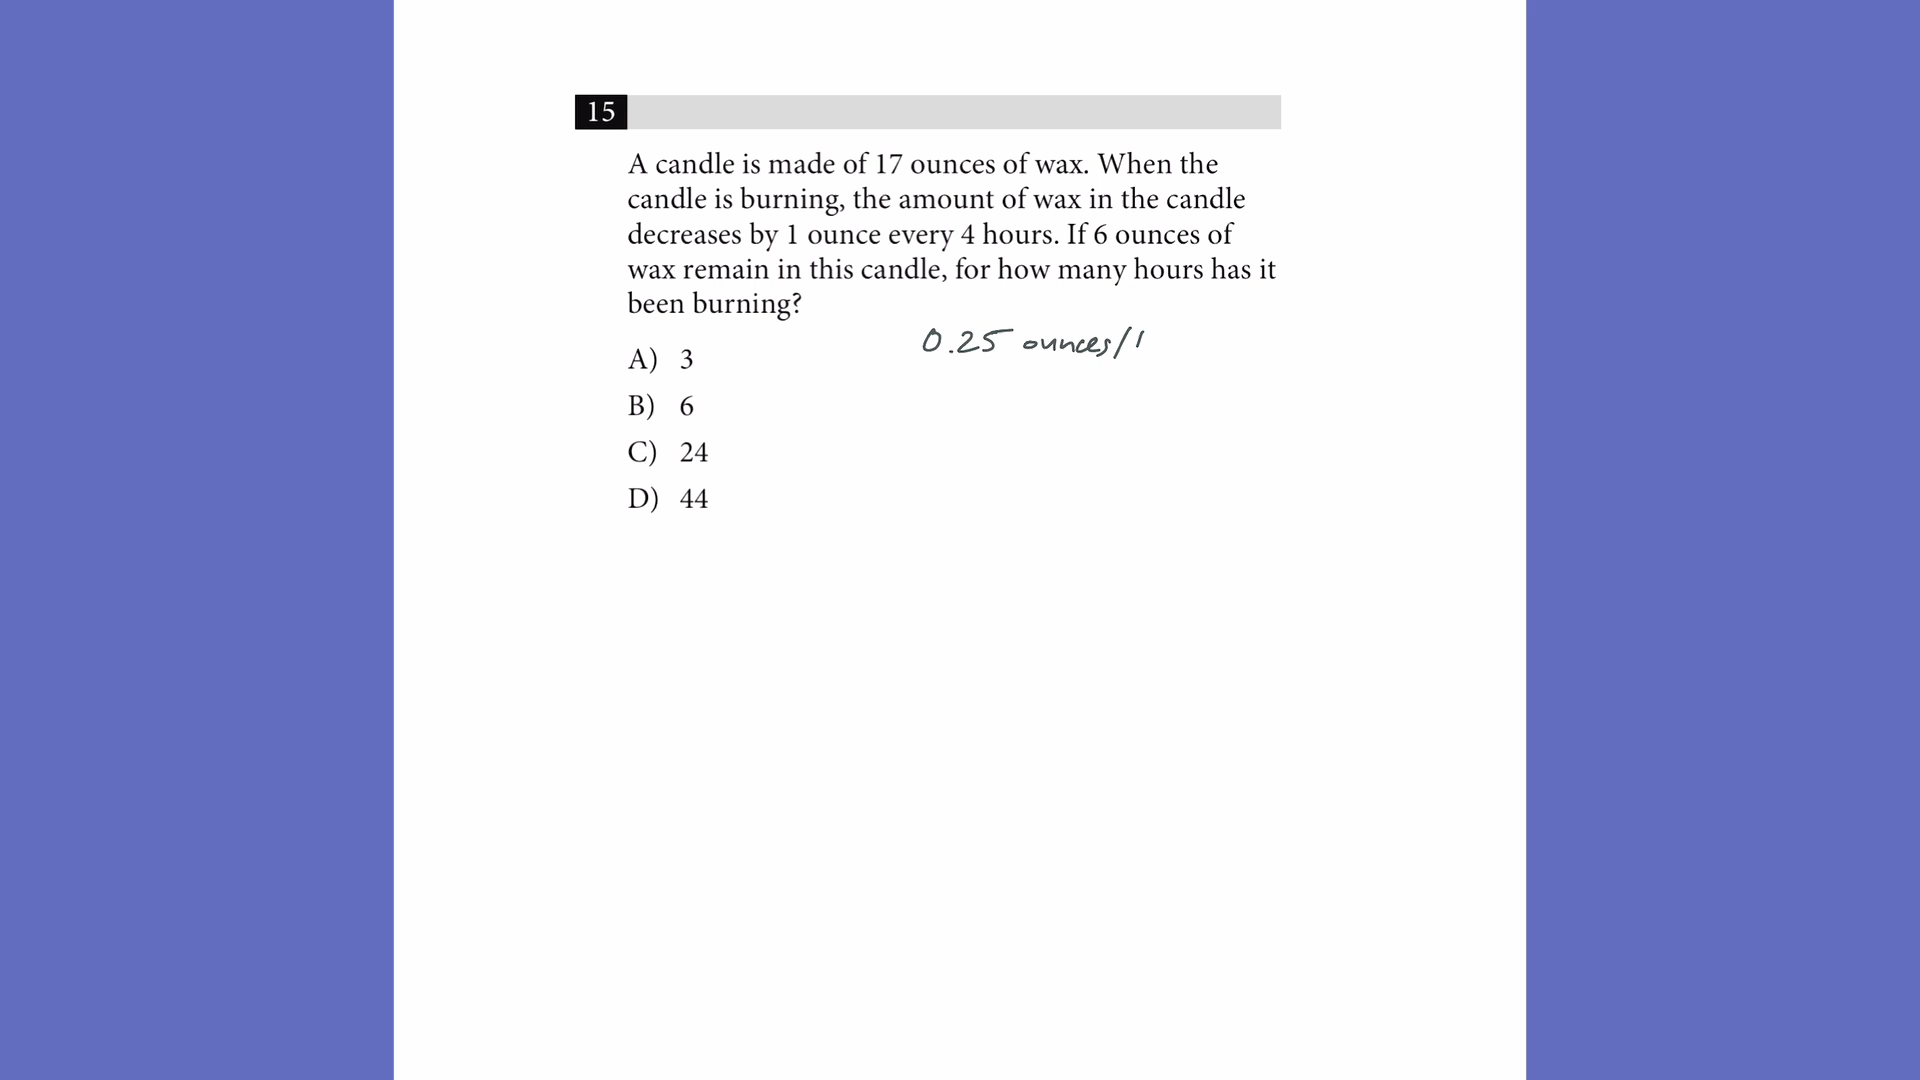 15
A candle is made of 17 ounces of wax. When the
candle is burning, the amount of wax in the candle
decreases by 1 ounce every 4 hours. If 6 ounces of
wax remain in this candle, for how many hours has it
been burning?
0.25 ounces/1
A) 3
B) 6
C) 24
D) 44